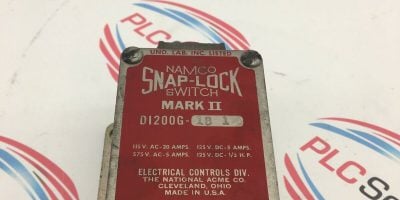 UND. LAB. INC. LISTED
NAMCO
SNAP-LOCK
SWITCH
MARK II
D1200G-1B 1
115 V. AC-20 AMPS. 125 V. DC-5 AMPS.
575 V. AC-5 AMPS. 125 V. DC-1/2 H.P.
ELECTRICAL CONTROLS DIV.
THE NATIONAL ACME CO.
CLEVELAND, OHIO
MADE IN U.S.A.
PLC
PLC